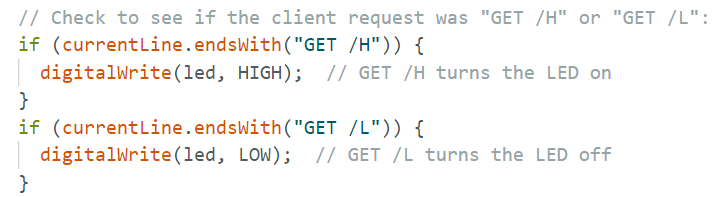 // Check to see if the client request was "GET /H" or "GET /L":
if (currentLine.endsWith("GET /H")) {
  digitalWrite(led, HIGH);  // GET /H turns the LED on
}
if (currentLine.endsWith("GET /L")) {
  digitalWrite(led, LOW);  // GET /L turns the LED off
}